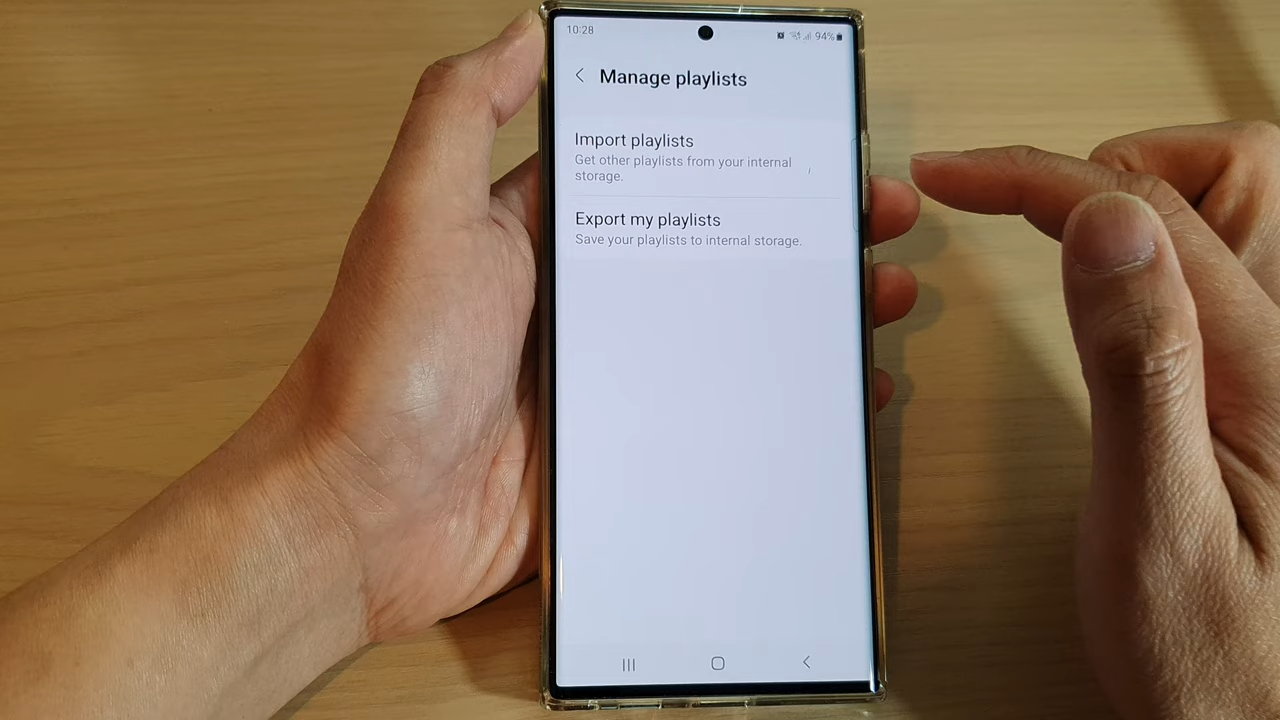 10:28
94%
Manage playlists
Import playlists
Get other playlists from your internal
storage.
Export my playlists
Save your playlists to internal storage.